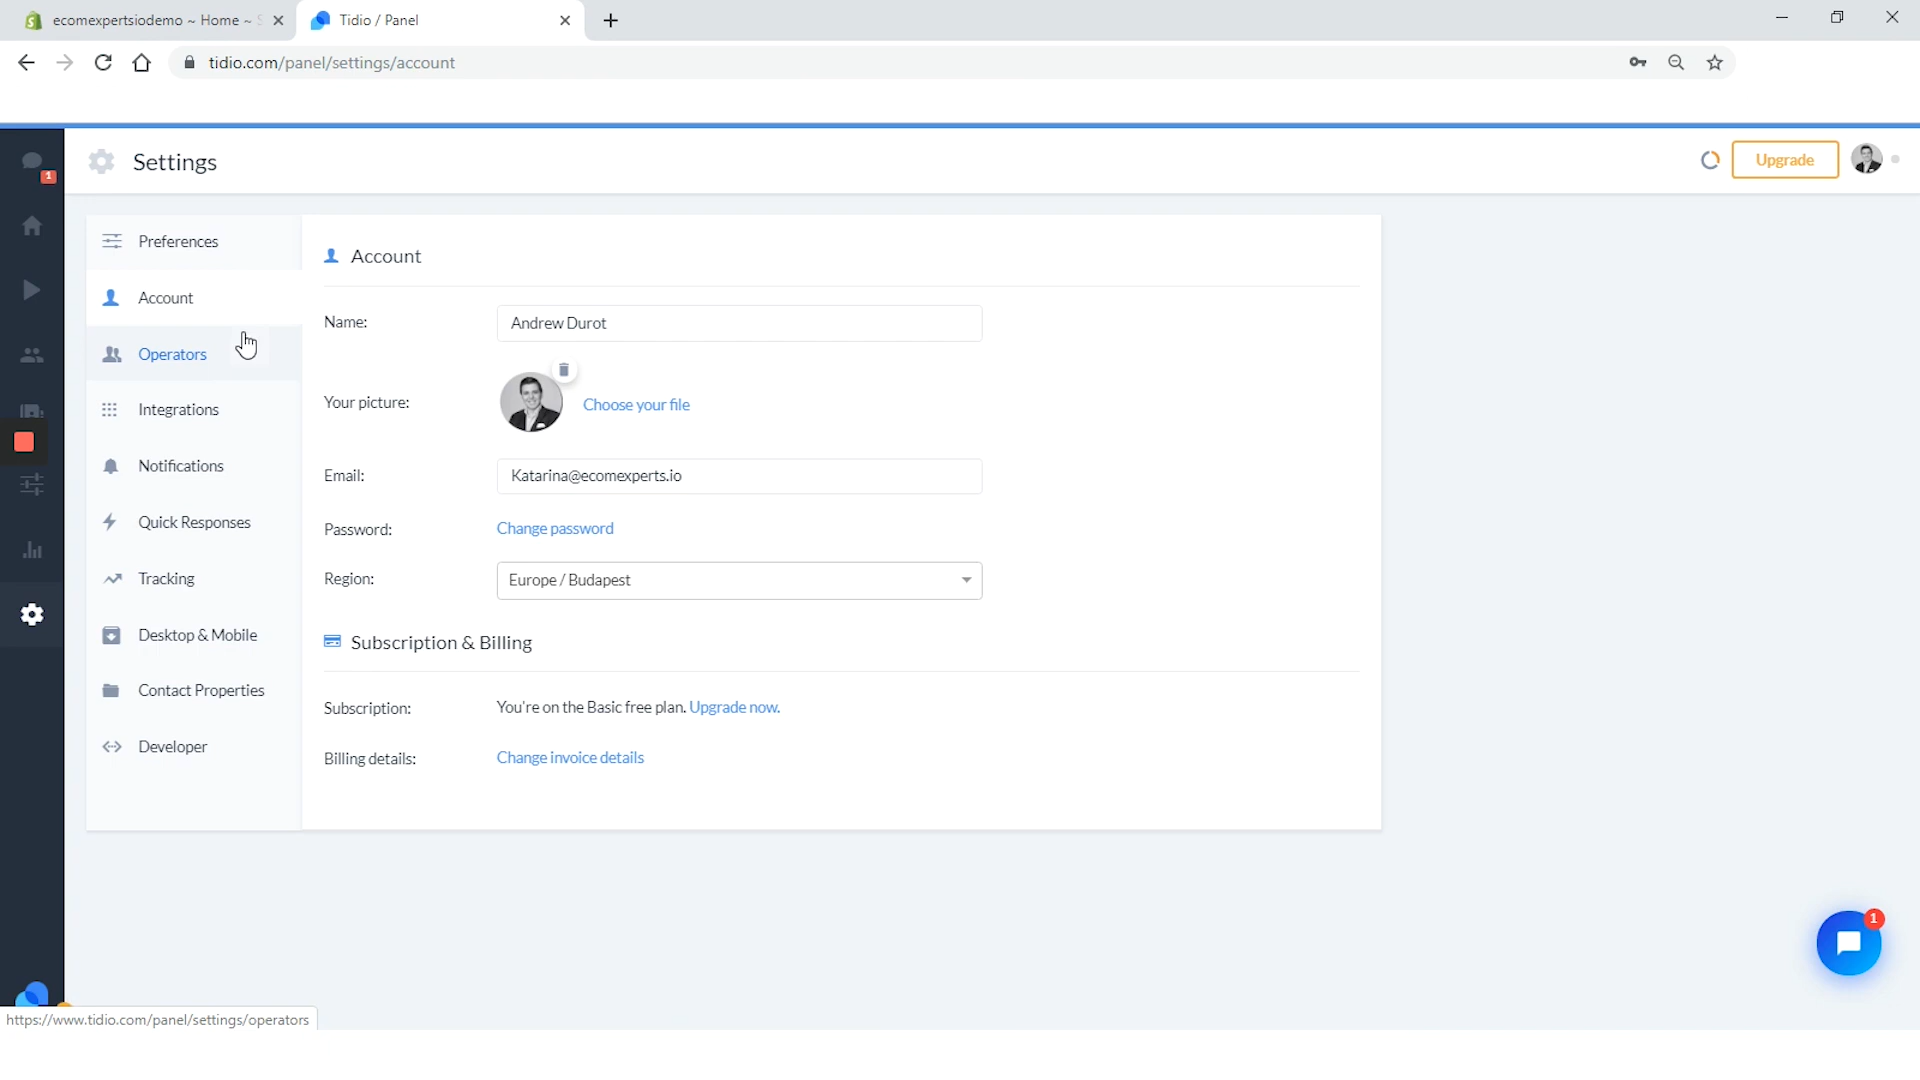 ecomexpertsiodemo ~ Home ~ S
Tidio / Panel
tidio.com/panel/settings/account
1
Settings
Upgrade
Preferences
Account
Operators
Integrations
Notifications
Quick Responses
Tracking
Desktop & Mobile
Contact Properties
Developer
Account
Name:
Andrew Durot
Your picture:
Choose your file
Email:
Katarina@ecomexperts.io
Password:
Change password
Region:
Europe / Budapest
Subscription & Billing
Subscription:
You're on the Basic free plan. Upgrade now.
Billing details:
Change invoice details
1
https://www.tidio.com/panel/settings/operators